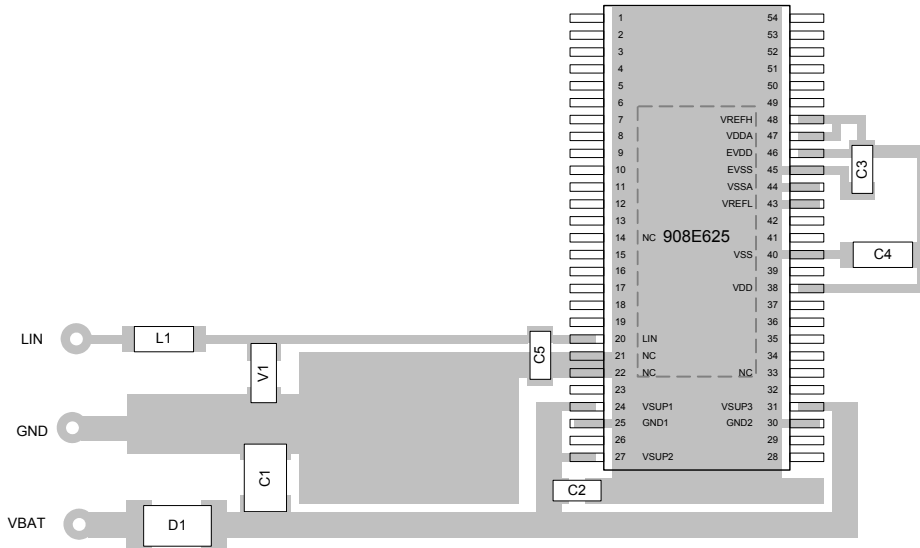 1 54
2 53
3 52
4 51
5 50
6 49
7 VREFH 48
8 VDDA 47
9 EVDD 46
10 EVSS 45
11 VSSA 44
12 VREFL 43
13 42
14 NC 908E625 41
15 VSS 40
16 39
17 VDD 38
18 37
19 36
20 LIN 35
21 NC 34
22 NC NC 33
23 32
24 VSUP1 VSUP3 31
25 GND1 GND2 30
26 29
27 VSUP2 28
C3
C4
LIN
L1
C5
V1
GND
C1
C2
VBAT
D1